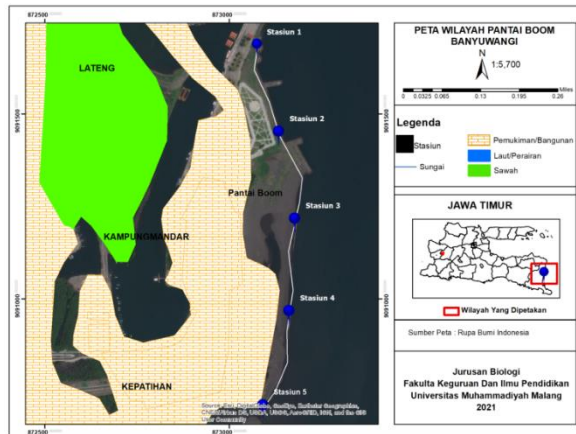 872500
873000
Stasiun 1
LATENG
9091500
Stasiun 2
Pantai Boom
Stasiun 3
KAMPUNGMANDAR
9091000
Stasiun 4
KEPATIHAN
Stasiun 5
User Community
872500
873000
PETA WILAYAH PANTAI BOOM
BANYUWANGI
N
1:5,700
Miles
0 0.0325 0.065 0.13 0.195 0.26
Legenda
Stasiun
Sungai
Pemukiman/Bangunan
Laut/Perairan
Sawah
JAWA TIMUR
Wilayah Yang Dipetakan
Sumber Peta : Rupa Bumi Indonesia
Jurusan Biologi
Fakulta Keguruan Dan Ilmu Pendidikan
Universitas Muhammadiyah Malang
2021